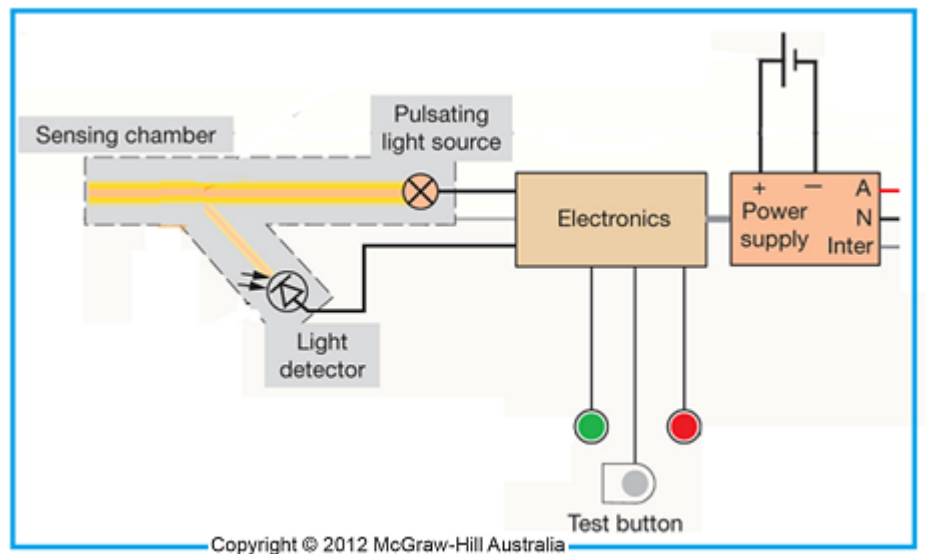 Sensing chamber
Pulsating
light source
Electronics
+
—
A
Power
supply
N
Inter
Light
detector
Test button
Copyright © 2012 McGraw-Hill Australia